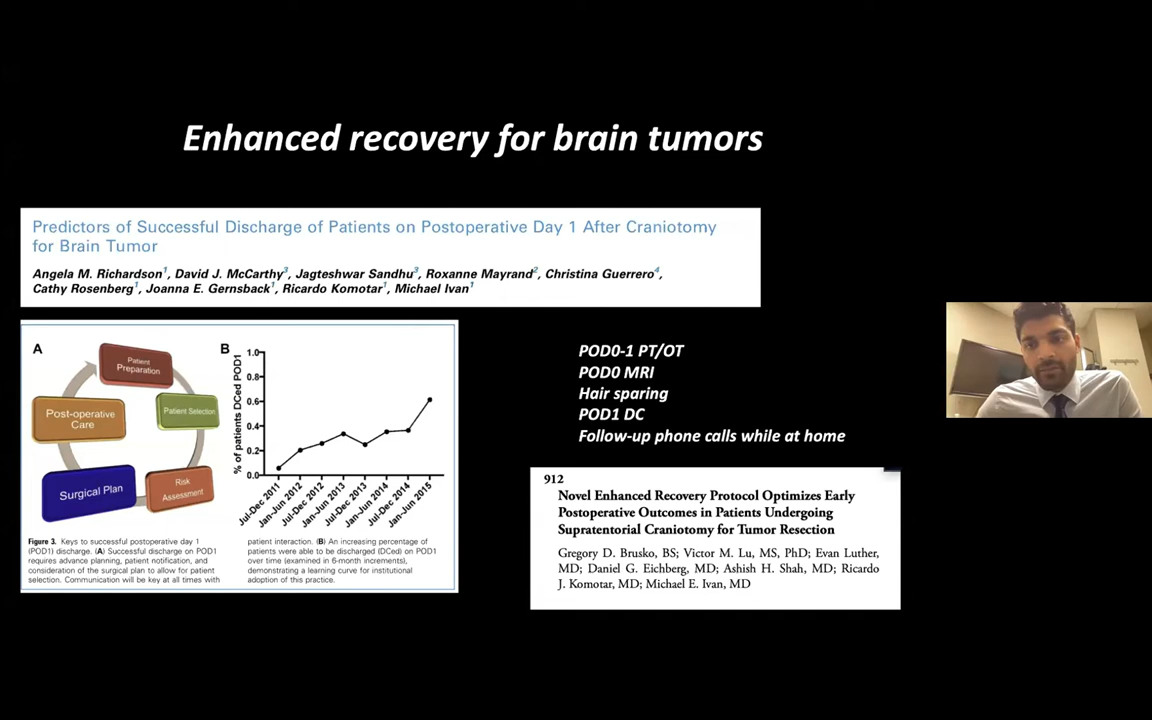 Enhanced recovery for brain tumors
Predictors of Successful Discharge of Patients on Postoperative Day 1 After Craniotomy
for Brain Tumor
Angela M. Richardson1, David J. McCarthy3, Jagteshwar Sandhu3, Roxanne Mayrand2, Christina Guerrero4,
Cathy Rosenberg1, Joanna E. Gernsback1, Ricardo Komotar1, Michael Ivan1
A
Patient
Preparation
Patient Selection
Risk
Assessment
Surgical Plan
Post-operative
Care
B
% of patients DCed POD1
1.0
0.8
0.6
0.4
0.2
0.0
Jul-Dec 2011
Jan-Jun 2012
Jul-Dec 2012
Jan-Jun 2013
Jul-Dec 2013
Jan-Jun 2014
Jul-Dec 2014
Jan-Jun 2015
Figure 3. Keys to successful postoperative day 1
(POD1) discharge. (A) Successful discharge on POD1
requires advance planning, patient notification, and
consideration of the surgical plan to allow for patient
selection. Communication will be key at all times with
patient interaction. (B) An increasing percentage of
patients were able to be discharged (DCed) on POD1
over time (examined in 6-month increments),
demonstrating a learning curve for institutional
adoption of this practice.
POD0-1 PT/OT
POD0 MRI
Hair sparing
POD1 DC
Follow-up phone calls while at home
912
Novel Enhanced Recovery Protocol Optimizes Early
Postoperative Outcomes in Patients Undergoing
Supratentorial Craniotomy for Tumor Resection
Gregory D. Brusko, BS; Victor M. Lu, MS, PhD; Evan Luther,
MD; Daniel G. Eichberg, MD; Ashish H. Shah, MD; Ricardo
J. Komotar, MD; Michael E. Ivan, MD